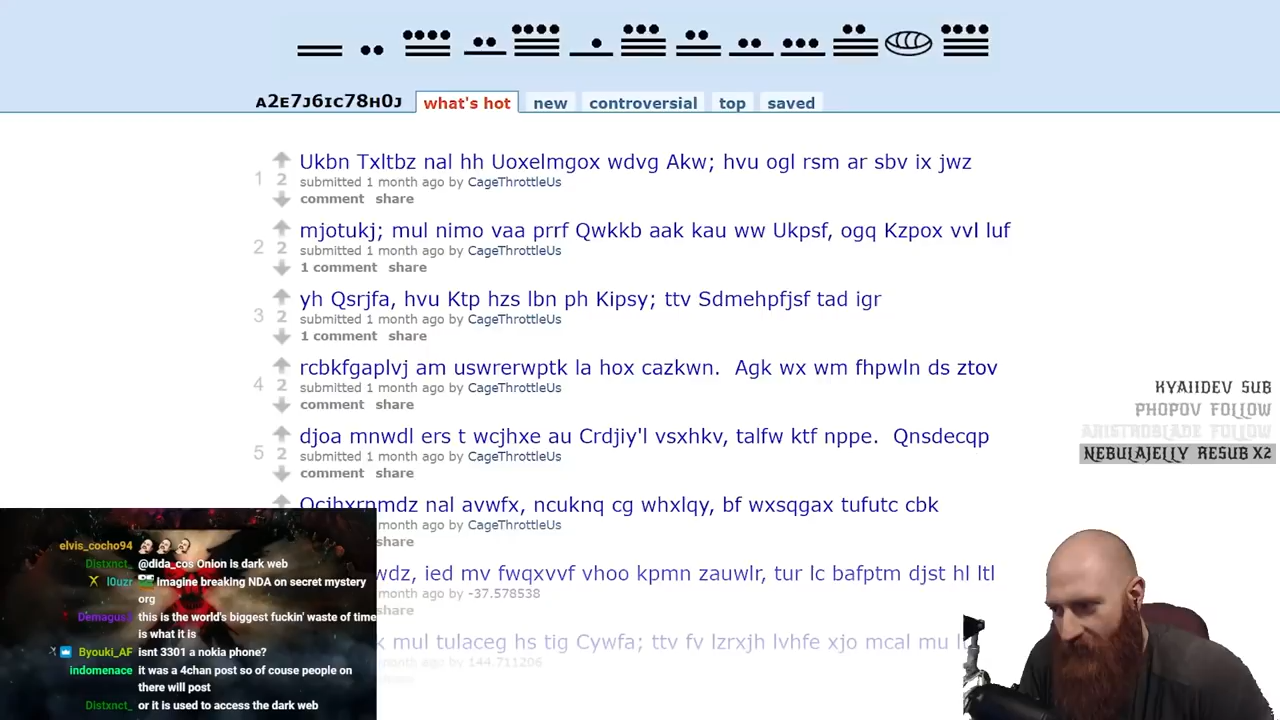 A2E7J6IC78H0J what's hot new controversial top saved
1 2 Ukbn Txltbz nal hh Uoxelmgox wdvg Akw; hvu ogl rsm ar sbv ix jwz
submitted 1 month ago by CageThrottleUs
comment share
2 2 mjotukj; mul nimo vaa prrf Qwkkb aak kau ww Ukpsf, ogq Kzpox vvl luf
submitted 1 month ago by CageThrottleUs
1 comment share
3 2 yh Qsrjfa, hvu Ktp hzs lbn ph Kipsy; ttv Sdmehpfjsf tad igr
submitted 1 month ago by CageThrottleUs
1 comment share
4 2 rcbkfgaplvj am uswrerwptk la hox cazkwn. Agk wx wm fhpwln ds ztov
submitted 1 month ago by CageThrottleUs
comment share
5 2 djoa mnwdl ers t wcjhxe au Crdjiy'l vsxhkv, talfw ktf nppe. Qnsdecqp
submitted 1 month ago by CageThrottleUs
comment share
Ocihxrnmdz nal avwfx, ncuknq cg whxlqy, bf wxsqgax tufutc cbk
month ago by CageThrottleUs
share
wdz, ied mv fwqxvvf vhoo kpmn zauwlr, tur lc bafptm djst hl ltl
month ago by -37.578538
share
k mul tulaceg hs tig Cywfa; ttv fv lzrxjh lvhfe xjo mcal mu
month ago by 144.711206
share
KYAIIDEV SUB
PHOPOV FOLLOW
ARISTROBLADE FOLLOW
NEBULAJELLY RESUB X2
elvis_cocho94
Distxnct_ @dida_cos Onion is dark web
l0uzr Imagine breaking NDA on secret mystery
org
Demagus this is the world's biggest fuckin' waste of time
is what it is
Byouki_AF isnt 3301 a nokia phone?
indomenace it was a 4chan post so of couse people on
there will post
Distxnct_ or it is used to access the dark web